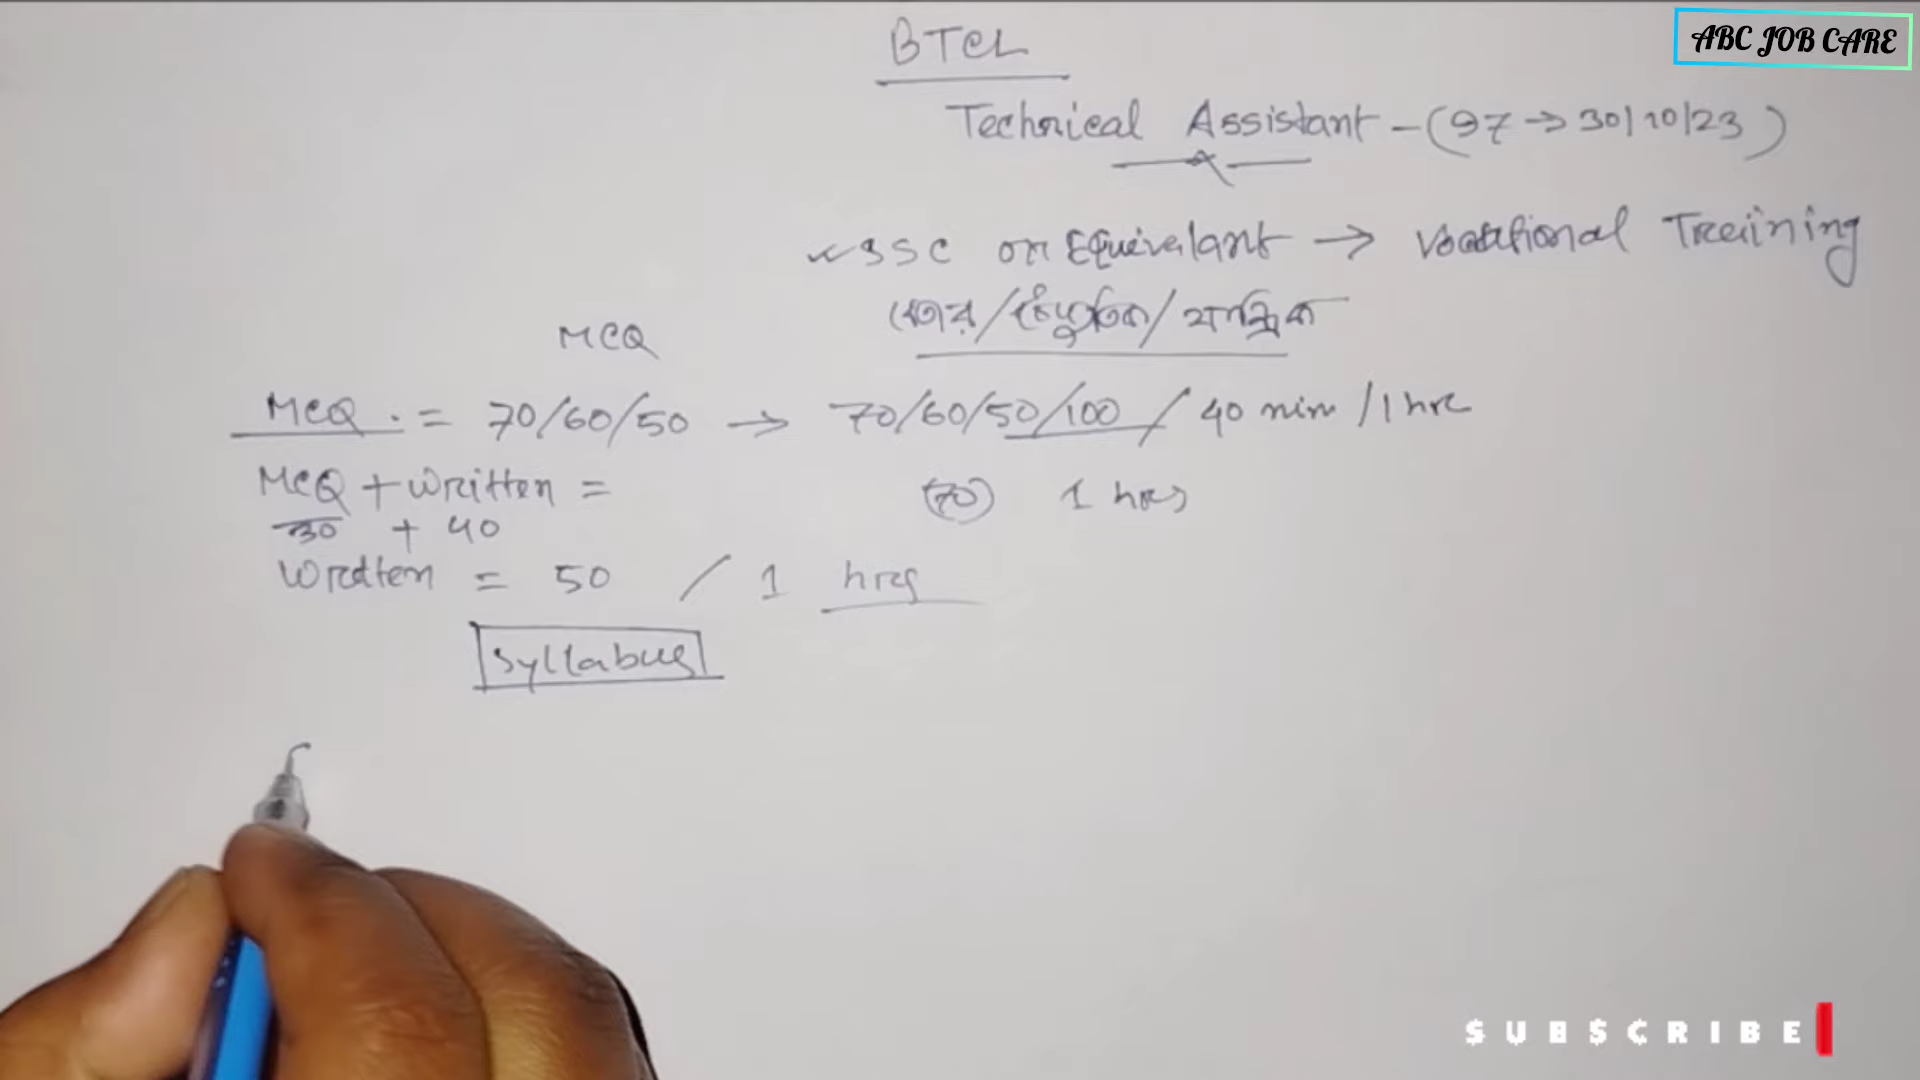 ABC JOB CARE
BTCL
Technical Assistant - (97 → 30/10/23)
SSC or Equivalant → Vocational Treiining
তার/বৈদ্যুতিক/যান্ত্রিক
MCQ
MCQ . = 70/60/50 → 70/60/50/100 / 40 min /1 hr
MCQ + Written = (70) 1 hrs
30 + 40
Written = 50 / 1 hrs
Syllabus
SUBSCRIBE